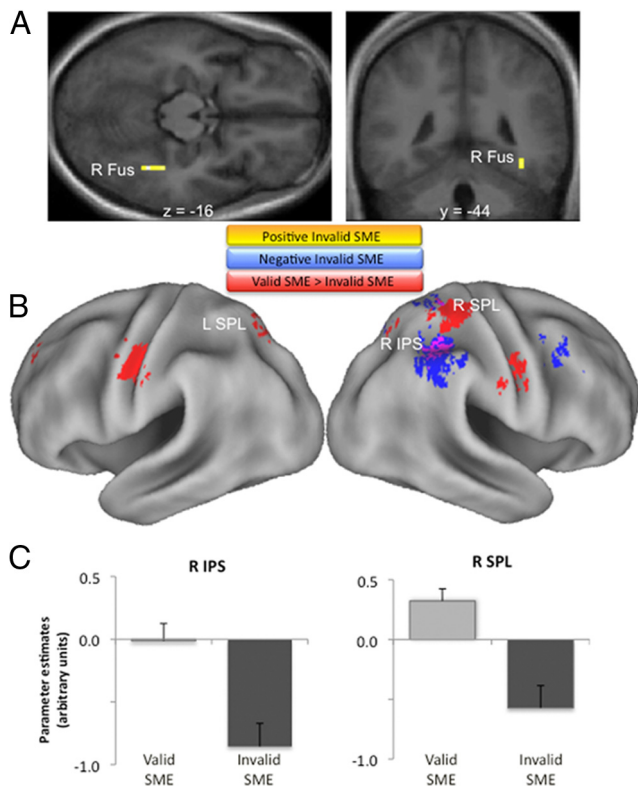 A
R Fus
z = -16
R Fus
y = -44
Positive Invalid SME
Negative Invalid SME
Valid SME > Invalid SME
B
L SPL
R SPL
R IPS
C
R IPS
R SPL
Parameter estimates
(arbitrary units)
0.5
0.0
-1.0
Valid
SME
Invalid
SME
0.5
0.0
-1.0
Valid
SME
Invalid
SME